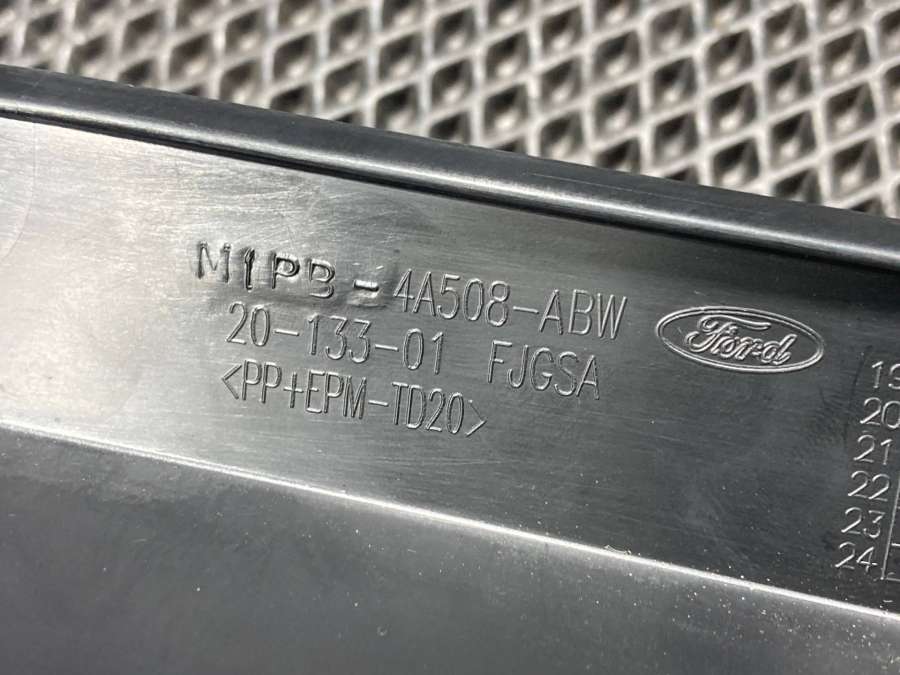 M1PB-4A508-ABW
20-133-01 FJGSA
<PP+EPM-TD20>
Ford
19
20
21
22
23
24